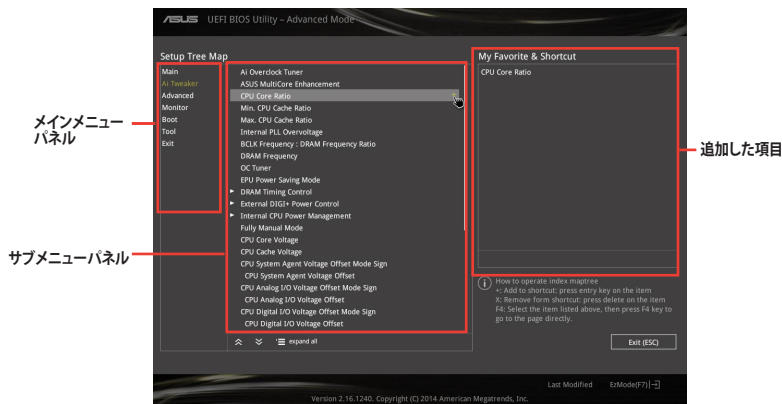 ASUS UEFI BIOS Utility – Advanced Mode
Setup Tree Map
Main
Ai Tweaker
Advanced
Monitor
Boot
Tool
Exit
Ai Overclock Tuner
ASUS MultiCore Enhancement
CPU Core Ratio
Min. CPU Cache Ratio
Max. CPU Cache Ratio
Internal PLL Overvoltage
BCLK Frequency : DRAM Frequency Ratio
DRAM Frequency
OC Tuner
EPU Power Saving Mode
DRAM Timing Control
External DIGI+ Power Control
Internal CPU Power Management
Fully Manual Mode
CPU Core Voltage
CPU Cache Voltage
CPU System Agent Voltage Offset Mode Sign
CPU System Agent Voltage Offset
CPU Analog I/O Voltage Offset Mode Sign
CPU Analog I/O Voltage Offset
CPU Digital I/O Voltage Offset Mode Sign
CPU Digital I/O Voltage Offset
expand all
My Favorite & Shortcut
CPU Core Ratio
How to operate index maptree
+: Add to shortcut: press entry key on the item
X: Remove form shortcut: press delete on the item
F4: Select the item listed above, then press F4 key to go to the page directly.
Exit (ESC)
Last Modified
EzMode(F7)
Version 2.16.1240. Copyright (C) 2014 American Megatrends, Inc.
メインメニュー
パネル
サブメニューパネル
追加した項目